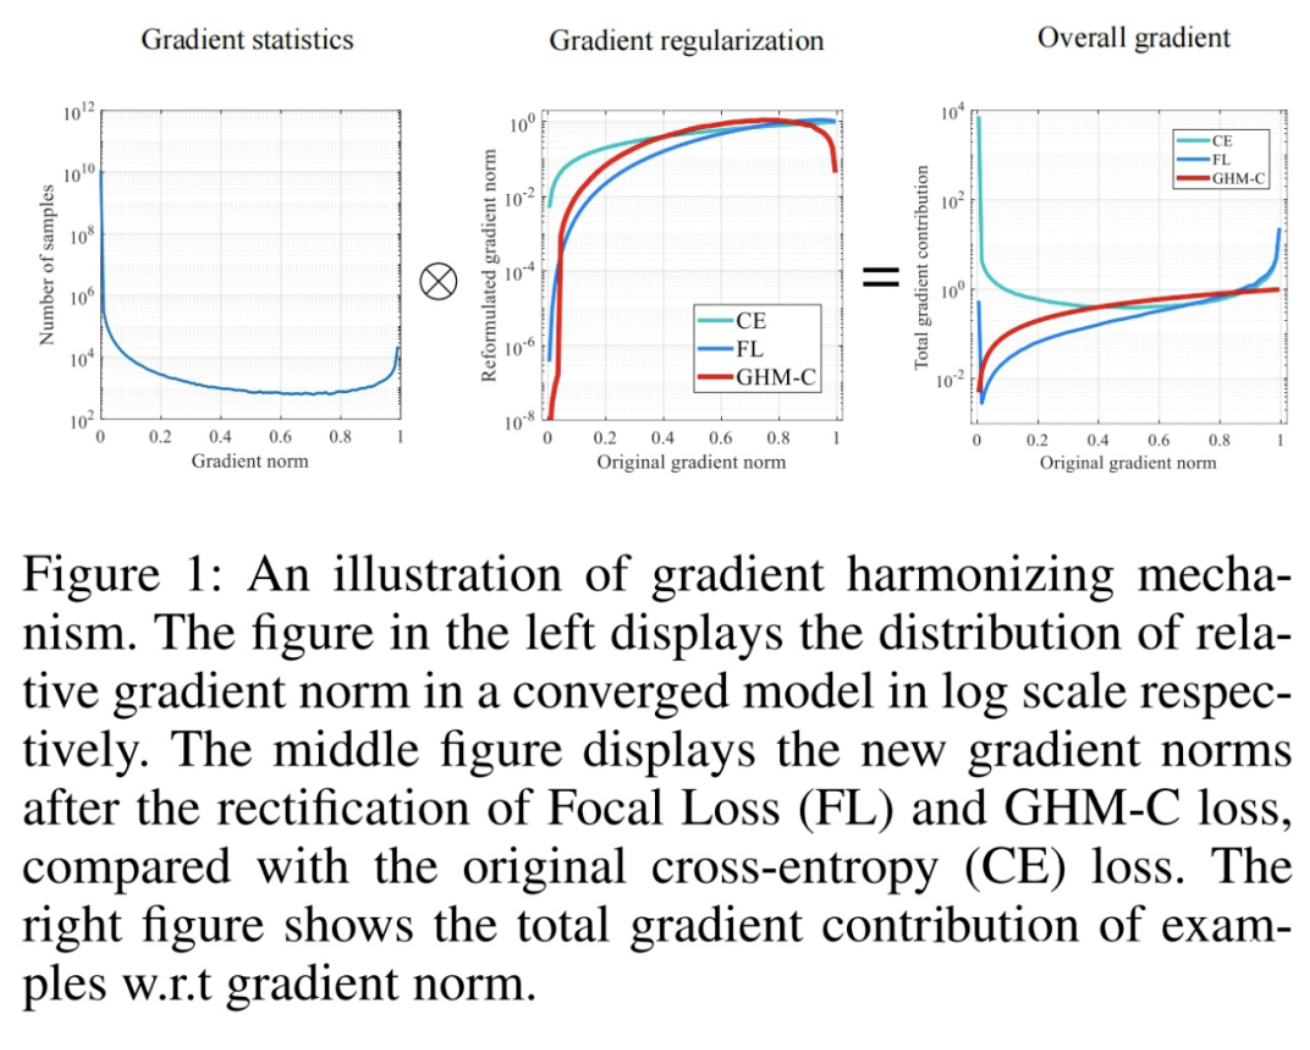 Gradient statistics
Gradient regularization
Overall gradient
10^12
10^10
10^8
10^6
10^4
10^2
Number of samples
0 0.2 0.4 0.6 0.8 1
Gradient norm
⊗
10^0
10^-2
10^-4
10^-6
10^-8
Reformulated gradient norm
CE
FL
GHM-C
0 0.2 0.4 0.6 0.8 1
Original gradient norm
=
10^4
10^2
10^0
10^-2
Total gradient contribution
CE
FL
GHM-C
0 0.2 0.4 0.6 0.8 1
Original gradient norm
Figure 1: An illustration of gradient harmonizing mecha-
nism. The figure in the left displays the distribution of rela-
tive gradient norm in a converged model in log scale respec-
tively. The middle figure displays the new gradient norms
after the rectification of Focal Loss (FL) and GHM-C loss,
compared with the original cross-entropy (CE) loss. The
right figure shows the total gradient contribution of exam-
ples w.r.t gradient norm.